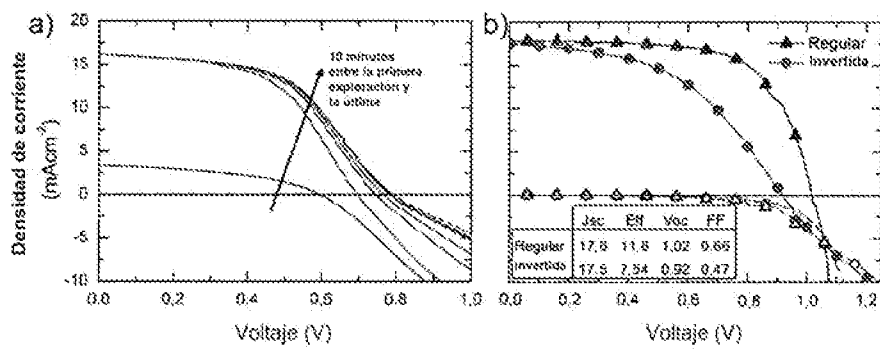 a)
Densidad de corriente
(mAcm⁻²)
20
15
10
5
0
-5
-10
10 minutos
entre la primera
exploración y
la última
0.0 0,2 0,4 0,6 0,8 1,0
Voltaje (V)
b)
Regular
Invertida
Jsc Eff Voc FF
Regular 17,8 11,8 1.02 0.66
Invertida 17.5 7.54 0.92 0.47
0.0 0,2 0.4 0.6 0.8 1,0 1.2
Voltaje (V)